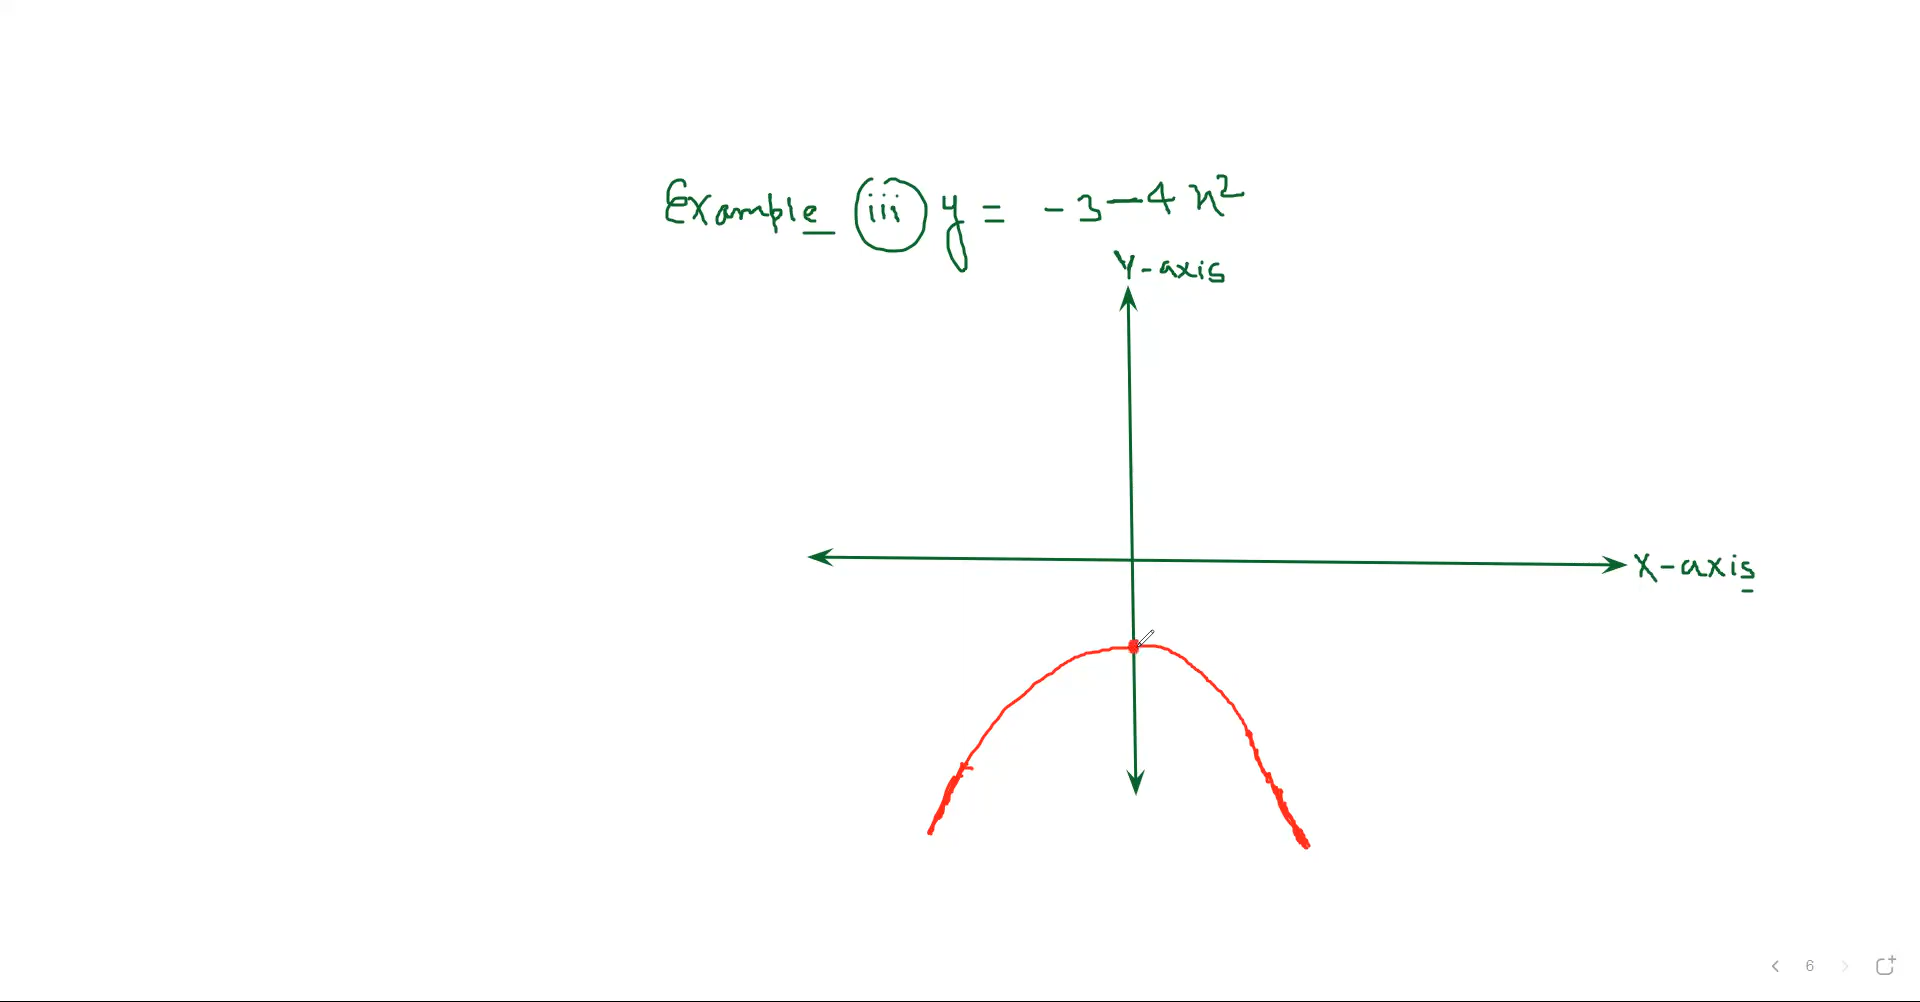 Example (iii) y = -3-4x²
Y-axis
X-axis
6